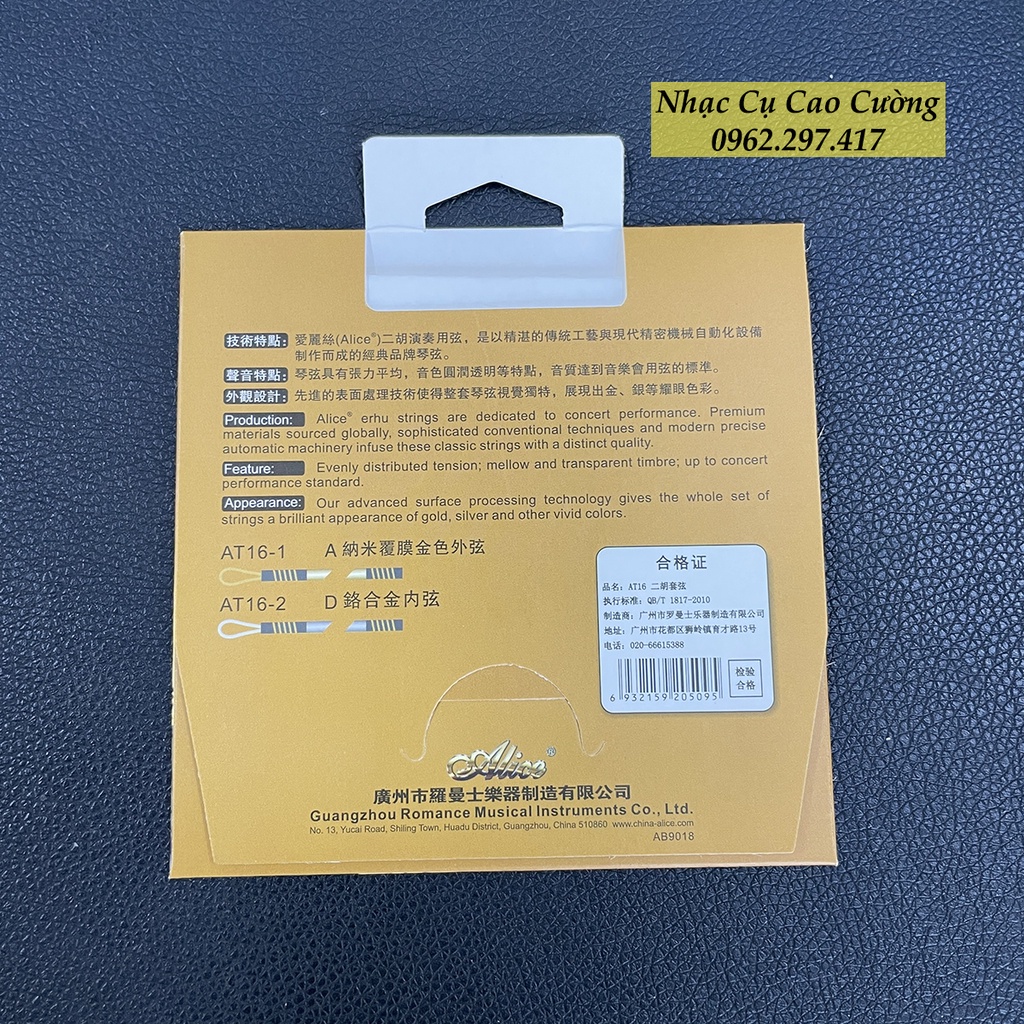 Nhạc Cụ Cao Cường
0962.297.417
技術特點: 愛麗絲(Alice®)二胡演奏用弦，是以精湛的傳統工藝與現代精密機械自動化設備
制作而成的經典品牌琴弦。
聲音特點: 琴弦具有張力平均，音色圓潤透明等特點，音質達到音樂會用弦的標準。
外觀設計: 先進的表面處理技術使得整套琴弦視覺獨特，展現出金、銀等耀眼色彩。
Production: Alice® erhu strings are dedicated to concert performance. Premium
materials sourced globally, sophisticated conventional techniques and modern precise
automatic machinery infuse these classic strings with a distinct quality.
Feature: Evenly distributed tension; mellow and transparent timbre; up to concert
performance standard.
Appearance: Our advanced surface processing technology gives the whole set of
strings a brilliant appearance of gold, silver and other vivid colors.
AT16-1 A 納米覆膜金色外弦
AT16-2 D 鉻合金内弦
合格证
品名: AT16 二胡套弦
执行标准: QB/T 1817-2010
制造商: 广州市罗曼士乐器制造有限公司
地址: 广州市花都区狮岭镇育才路13号
电话: 020-66615388
6 932159 205095
检验
合格
Alice®
廣州市羅曼士樂器制造有限公司
Guangzhou Romance Musical Instruments Co., Ltd.
No. 13, Yucai Road, Shiling Town, Huadu District, Guangzhou, China 510860 www.china-alice.com
AB9018